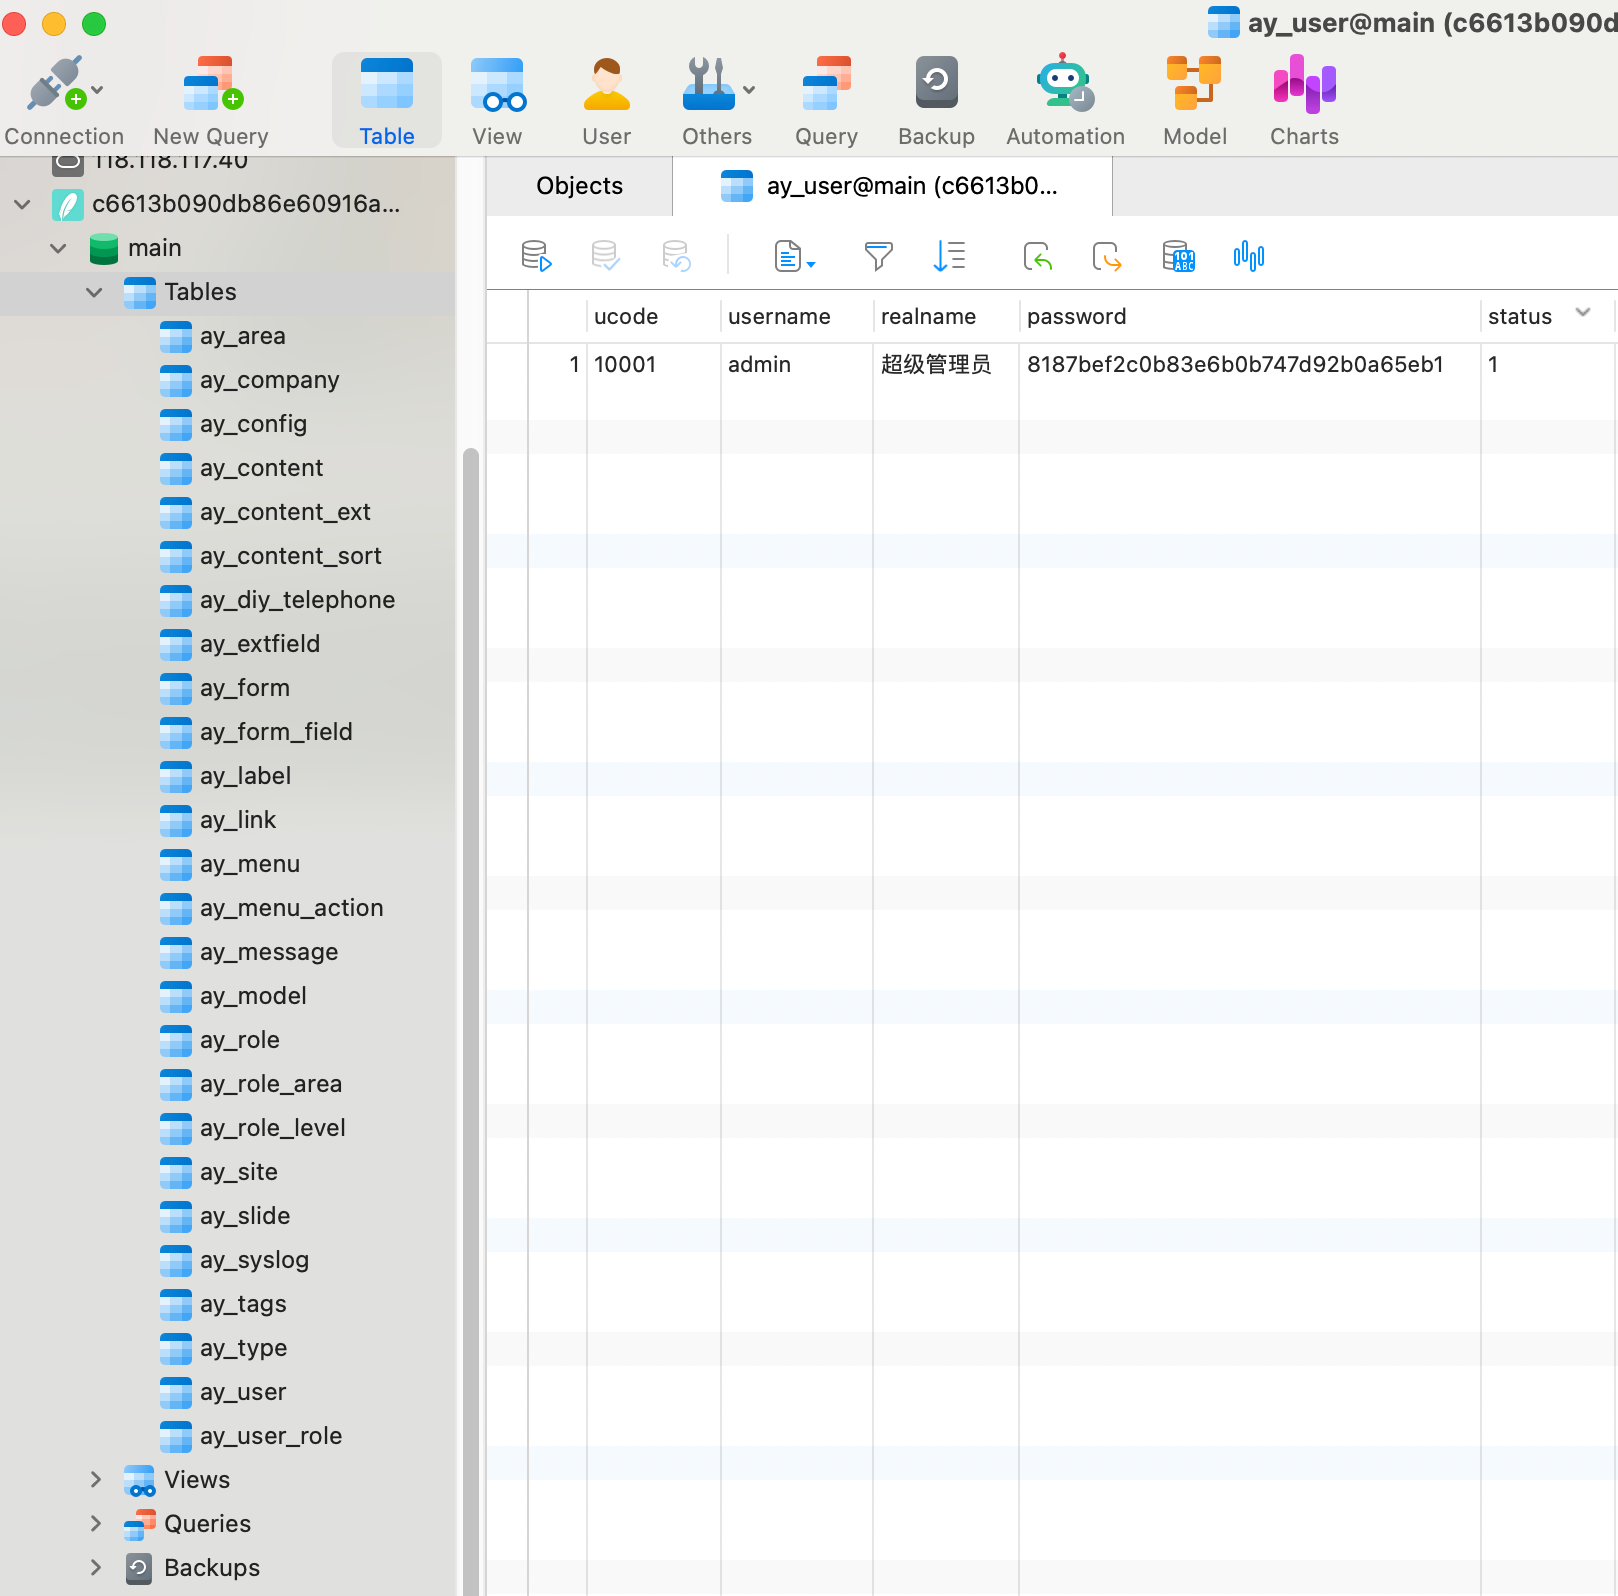 ay_user@main (c6613b090d
Connection
New Query
Table
View
User
Others
Query
Backup
Automation
Model
Charts
118.118.117.40
c6613b090db86e60916a...
main
Tables
ay_area
ay_company
ay_config
ay_content
ay_content_ext
ay_content_sort
ay_diy_telephone
ay_extfield
ay_form
ay_form_field
ay_label
ay_link
ay_menu
ay_menu_action
ay_message
ay_model
ay_role
ay_role_area
ay_role_level
ay_site
ay_slide
ay_syslog
ay_tags
ay_type
ay_user
ay_user_role
Views
Queries
Backups
Objects
ay_user@main (c6613b0...
101
ABC
ucode username realname password status
1 10001 admin 超级管理员 8187bef2c0b83e6b0b747d92b0a65eb1 1